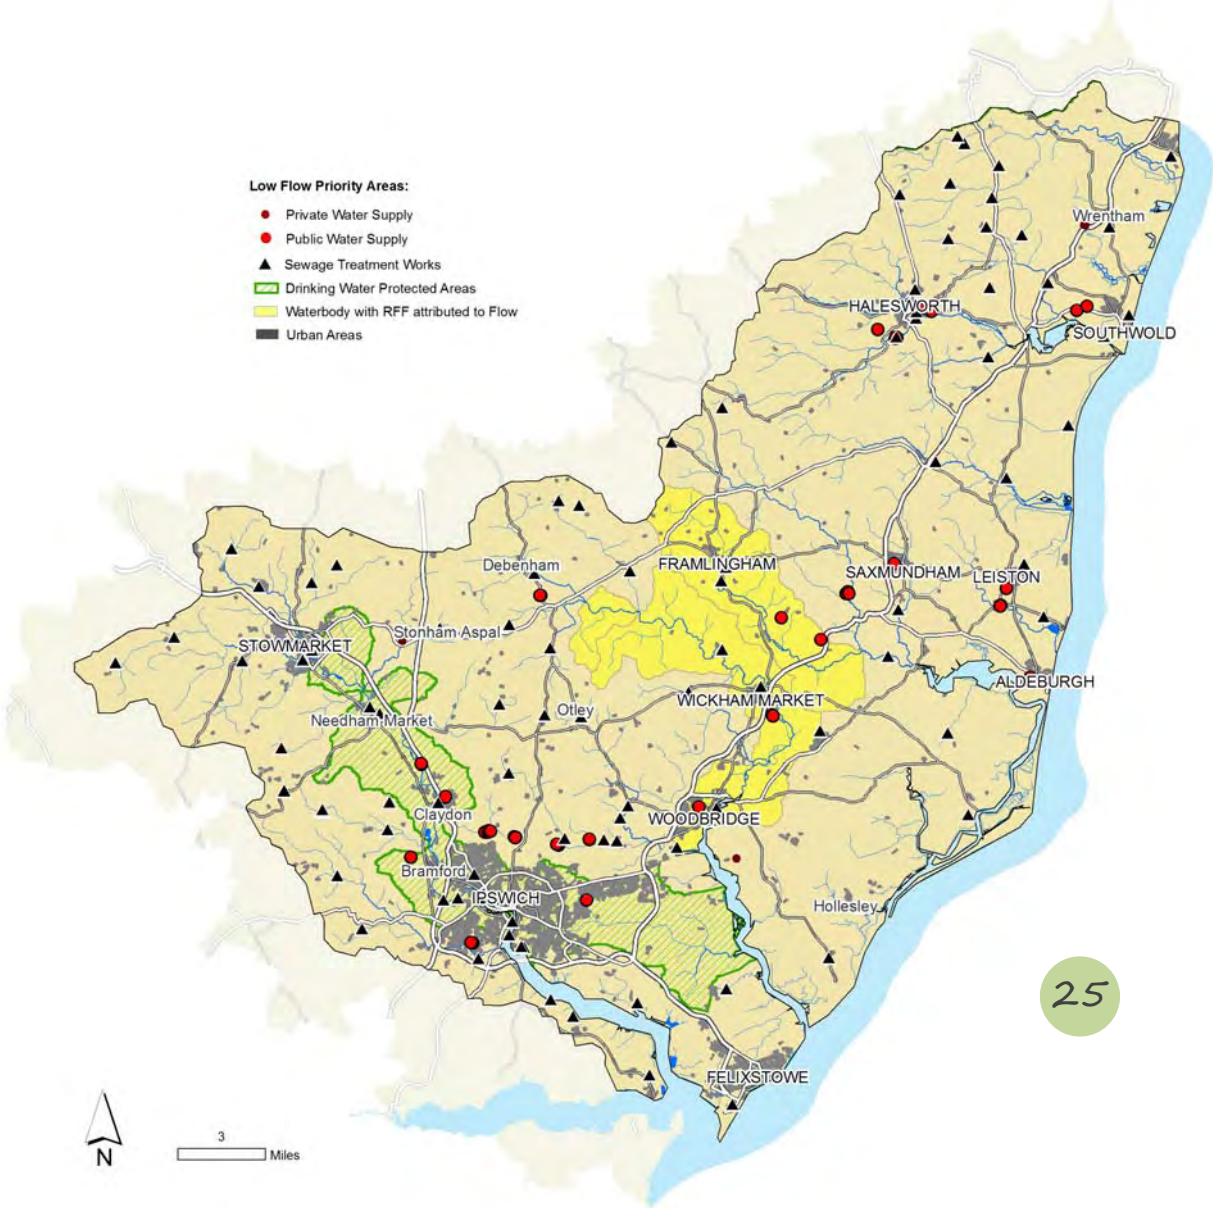 Low Flow Priority Areas:
Private Water Supply
Public Water Supply
Sewage Treatment Works
Drinking Water Protected Areas
Waterbody with RFF attributed to Flow
Urban Areas
Wrentham
HALESWORTH
SOUTHWOLD
Debenham
FRAMLINGHAM
SAXMUNDHAM
LEISTON
Stonham Aspal
STOWMARKET
ALDEBURGH
WICKHAM MARKET
Needham Market
Otley
Claydon
WOODBRIDGE
Bramford
IPSWICH
Hollesley
25
FELIXSTOWE
3
Miles
N